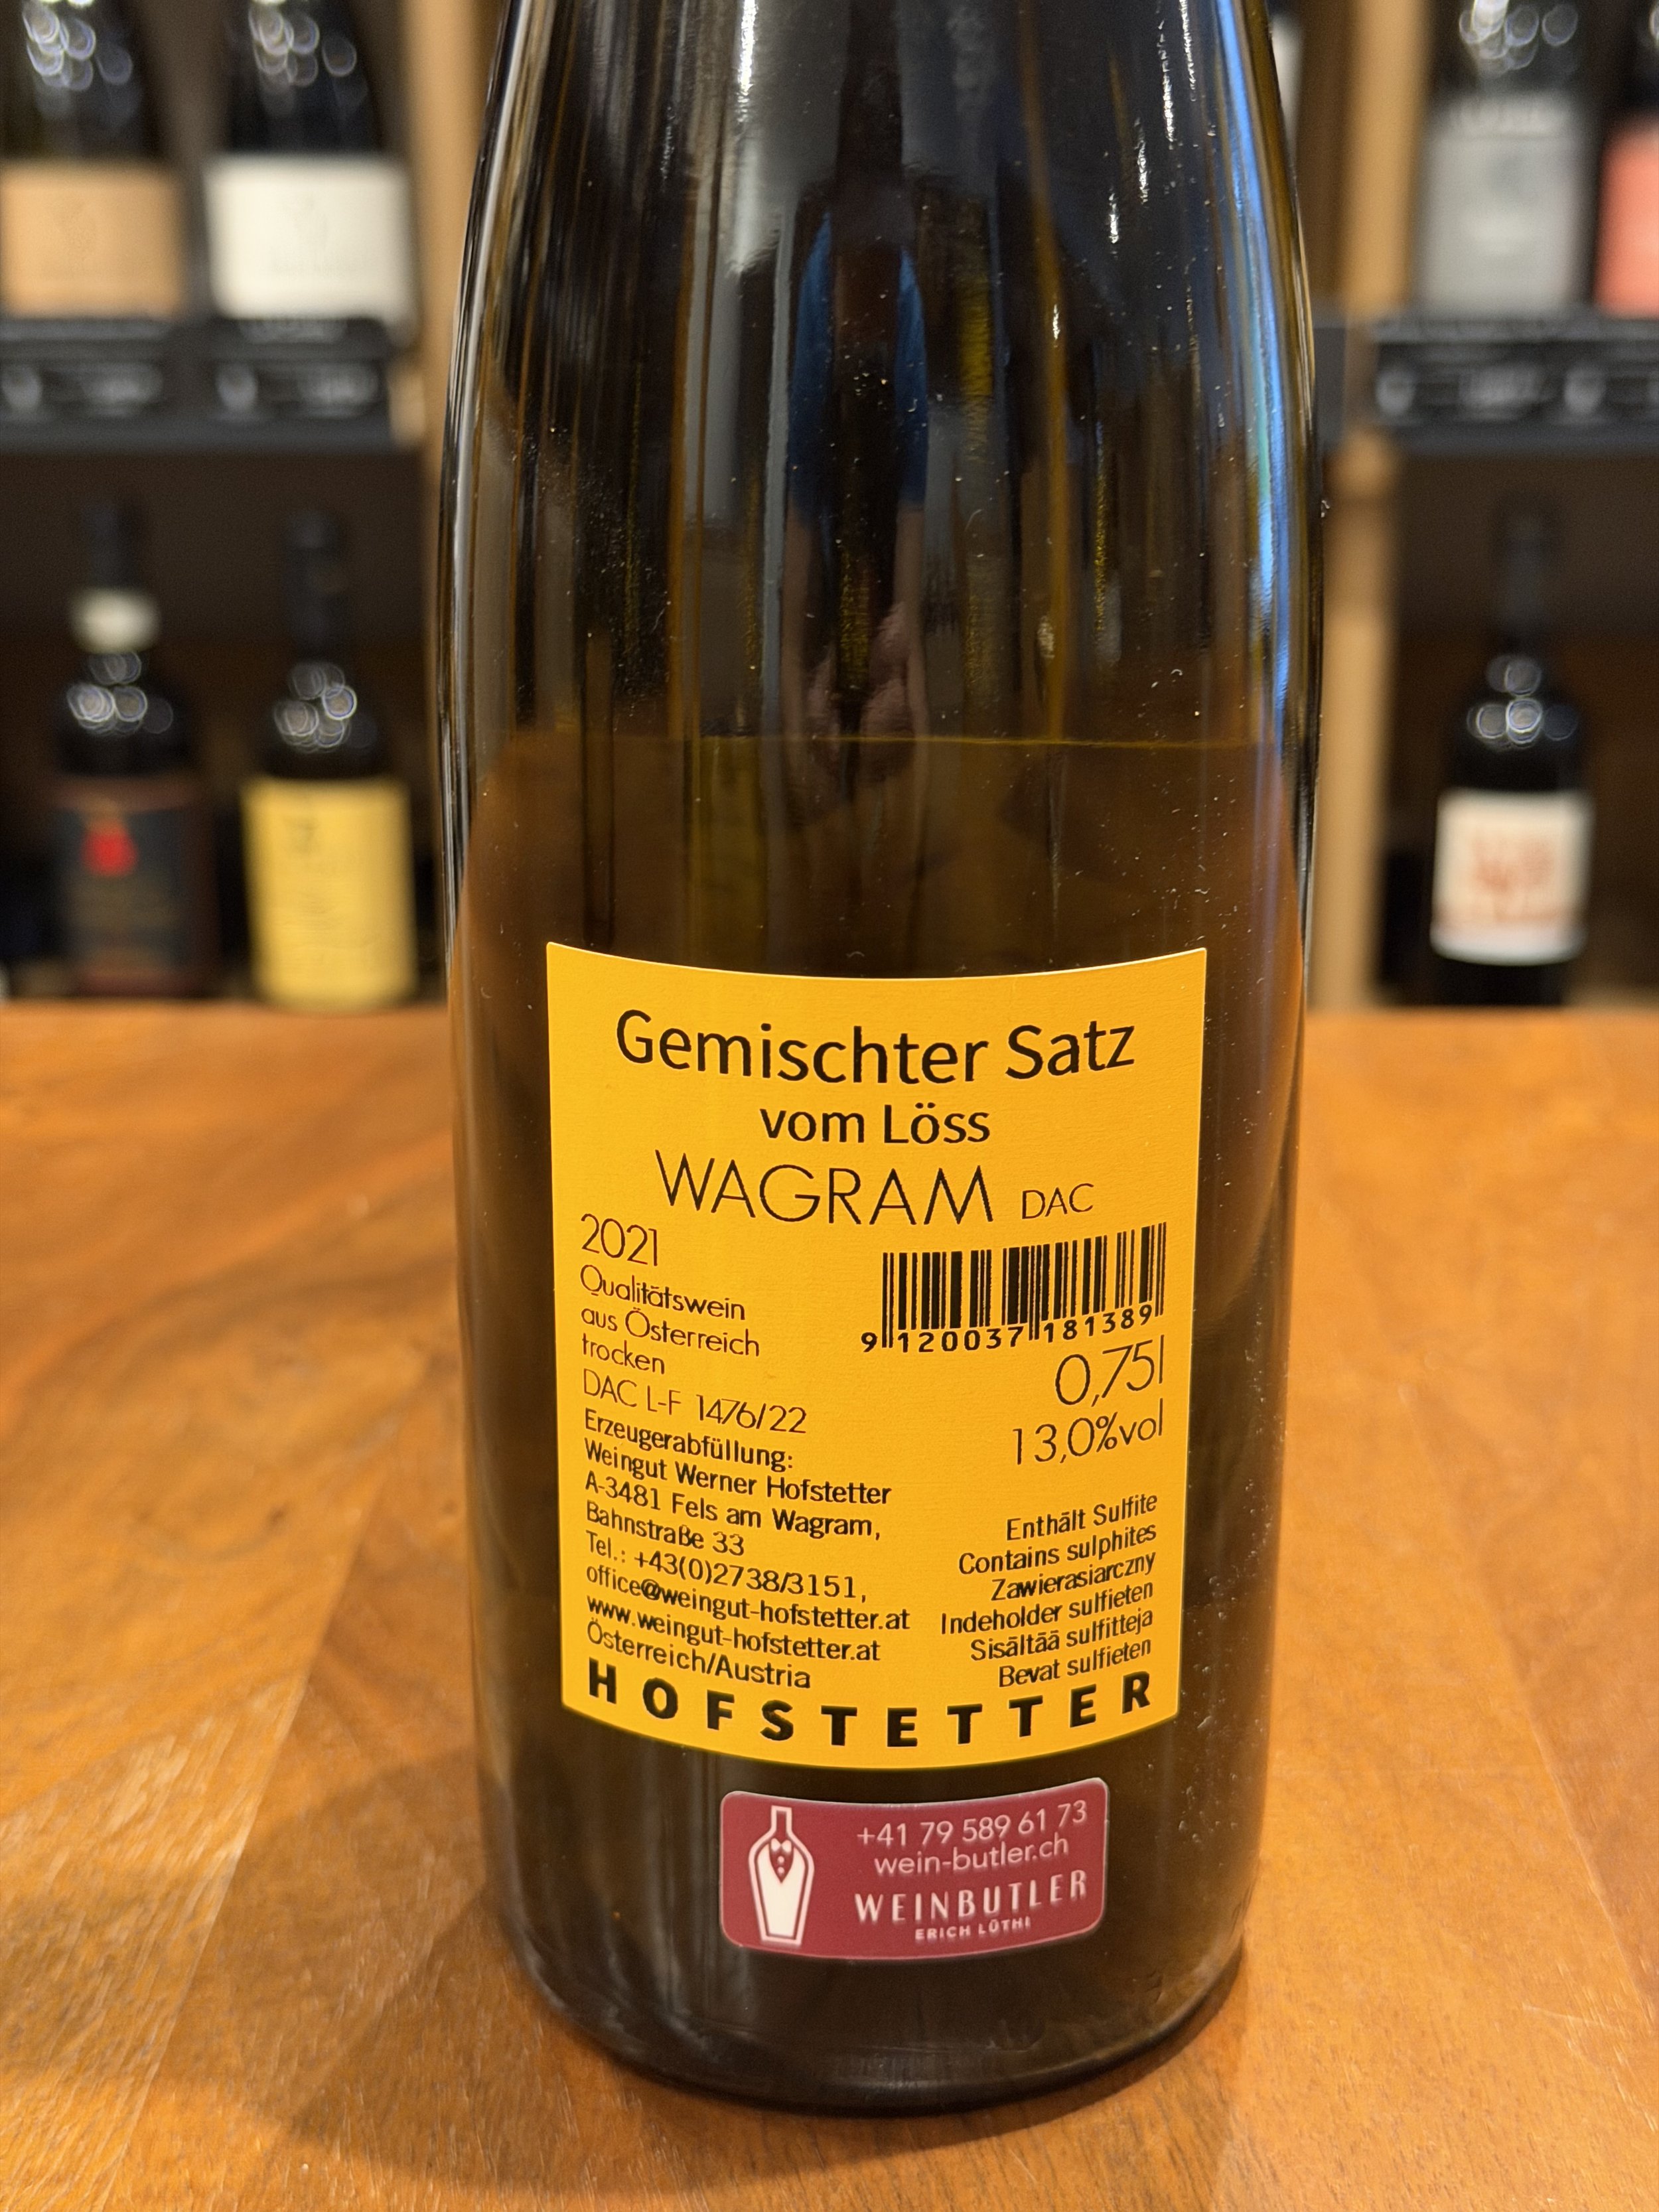 Gemischter Satz
vom Löss
WAGRAM DAC
2021
Qualitätswein
aus Österreich
trocken
DAC L-F 1476/22
Erzeugerabfüllung:
Weingut Werner Hofstetter
A-3481 Fels am Wagram,
Bahnstraße 33
Tel.: +43(0)2738/3151,
office@weingut-hofstetter.at
www.weingut-hofstetter.at
Österreich/Austria
9 120037 181389
0,75l
13,0%vol
Enthält Sulfite
Contains sulphites
Zawierasiarczny
Indeholder sulfieten
Sisältää sulfitteja
Bevat sulfieten
HOFSTETTER
+41 79 589 61 73
wein-butler.ch
WEINBUTLER
ERICH LÜTHI